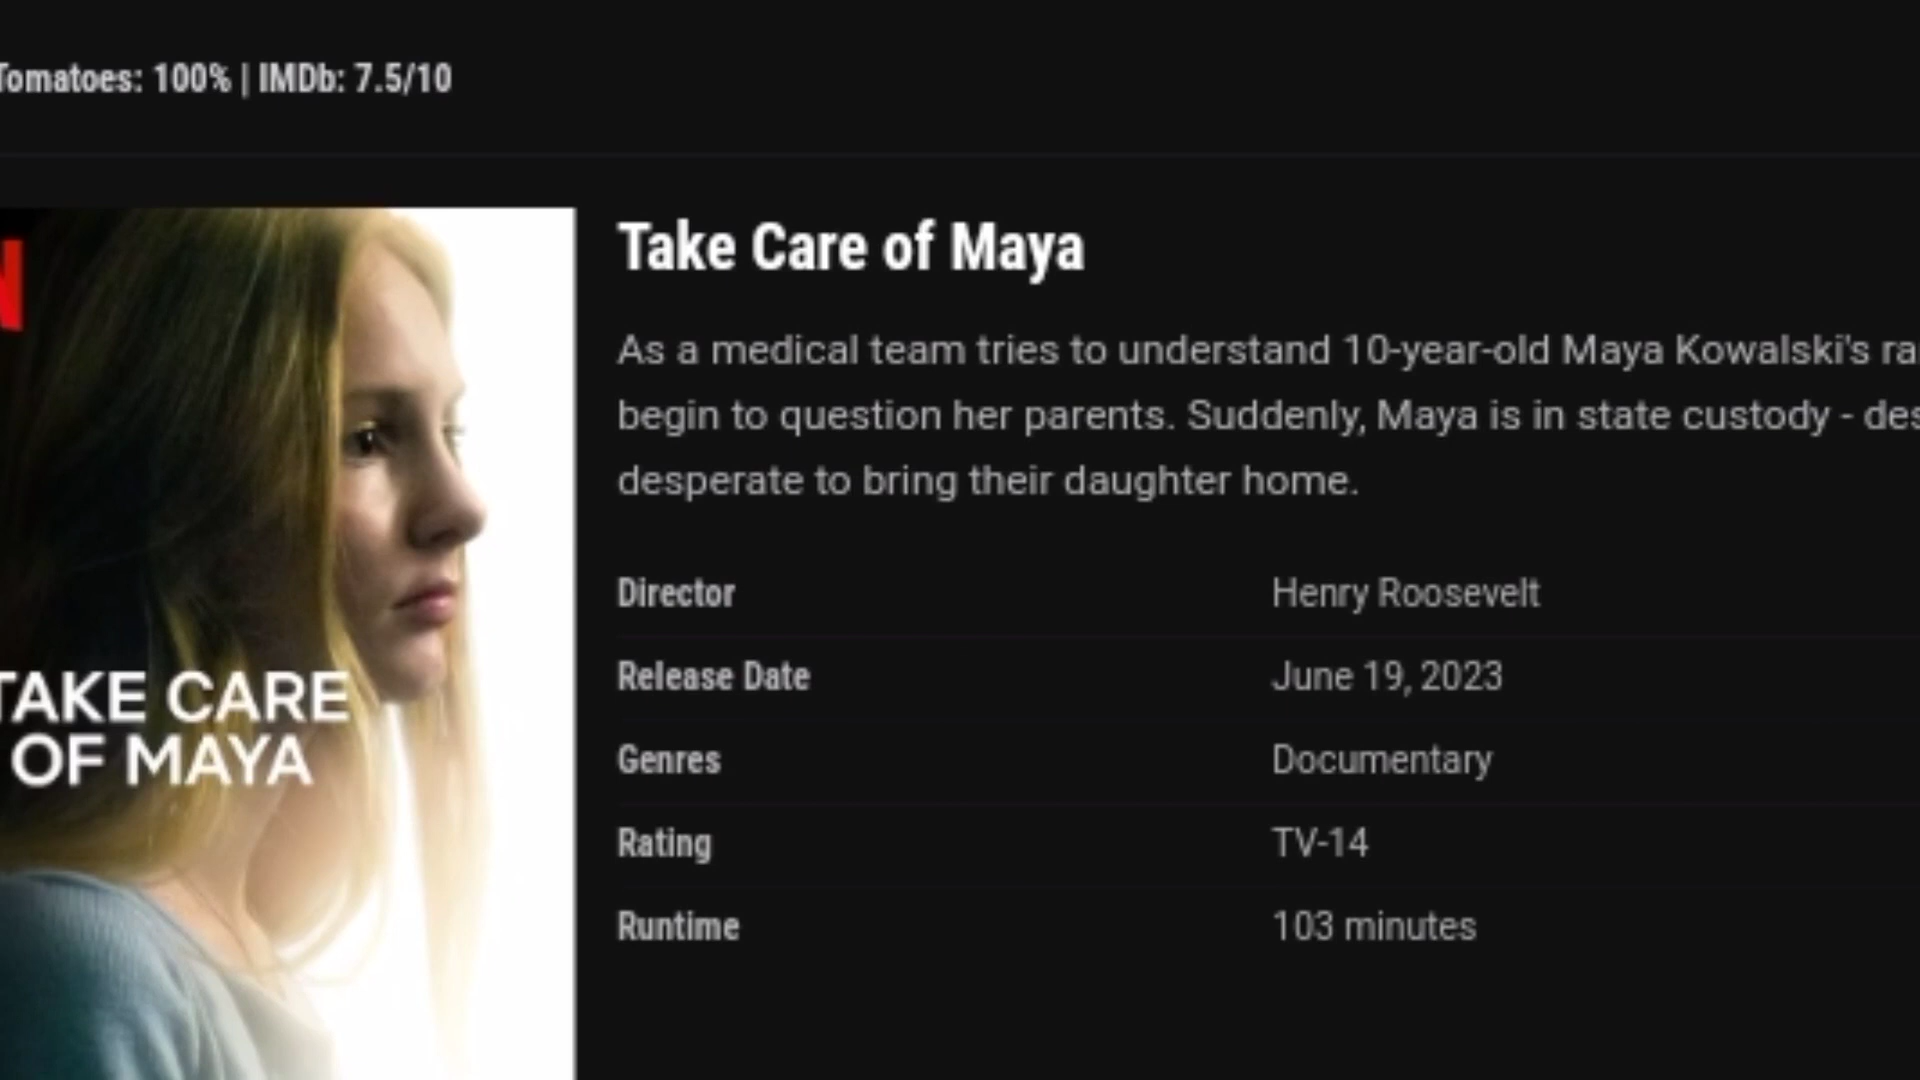 Tomatoes: 100% | IMDb: 7.5/10
N
Take Care of Maya
As a medical team tries to understand 10-year-old Maya Kowalski's
begin to question her parents. Suddenly, Maya is in state custody -
desperate to bring their daughter home.
TAKE CARE
OF MAYA
Director Henry Roosevelt
Release Date June 19, 2023
Genres Documentary
Rating TV-14
Runtime 103 minutes